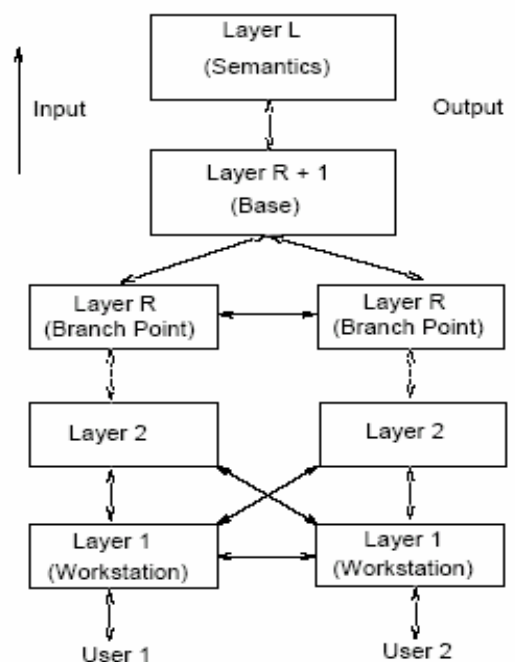 Layer L
(Semantics)
Input
Output
Layer R + 1
(Base)
Layer R
(Branch Point)
Layer R
(Branch Point)
Layer 2
Layer 2
Layer 1
(Workstation)
Layer 1
(Workstation)
User 1
User 2